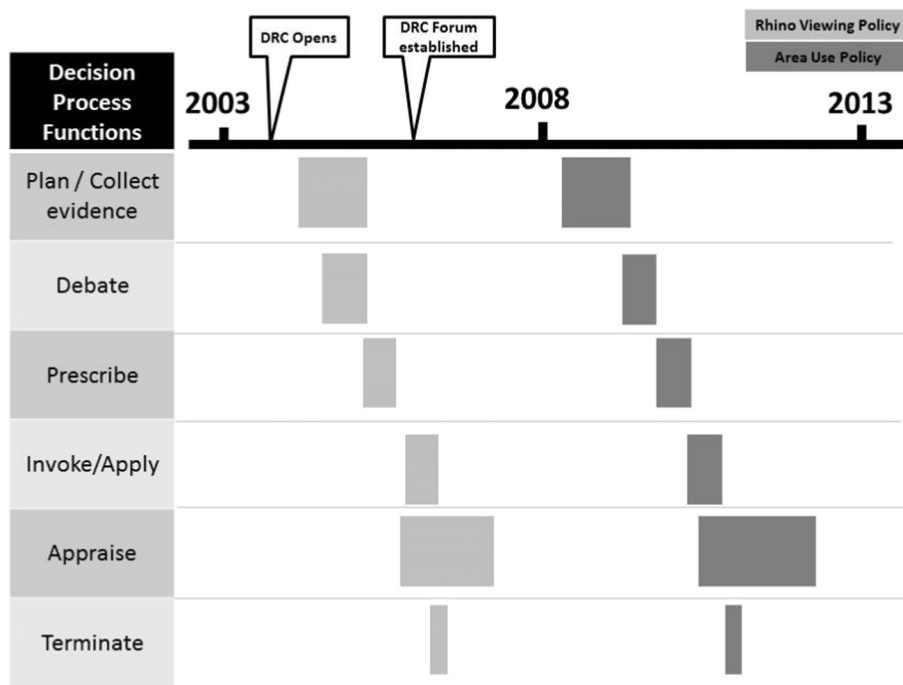 DRC Opens
DRC Forum
established
Rhino Viewing Policy
Area Use Policy
Decision
Process
Functions
2003
2008
2013
Plan / Collect
evidence
Debate
Prescribe
Invoke/Apply
Appraise
Terminate